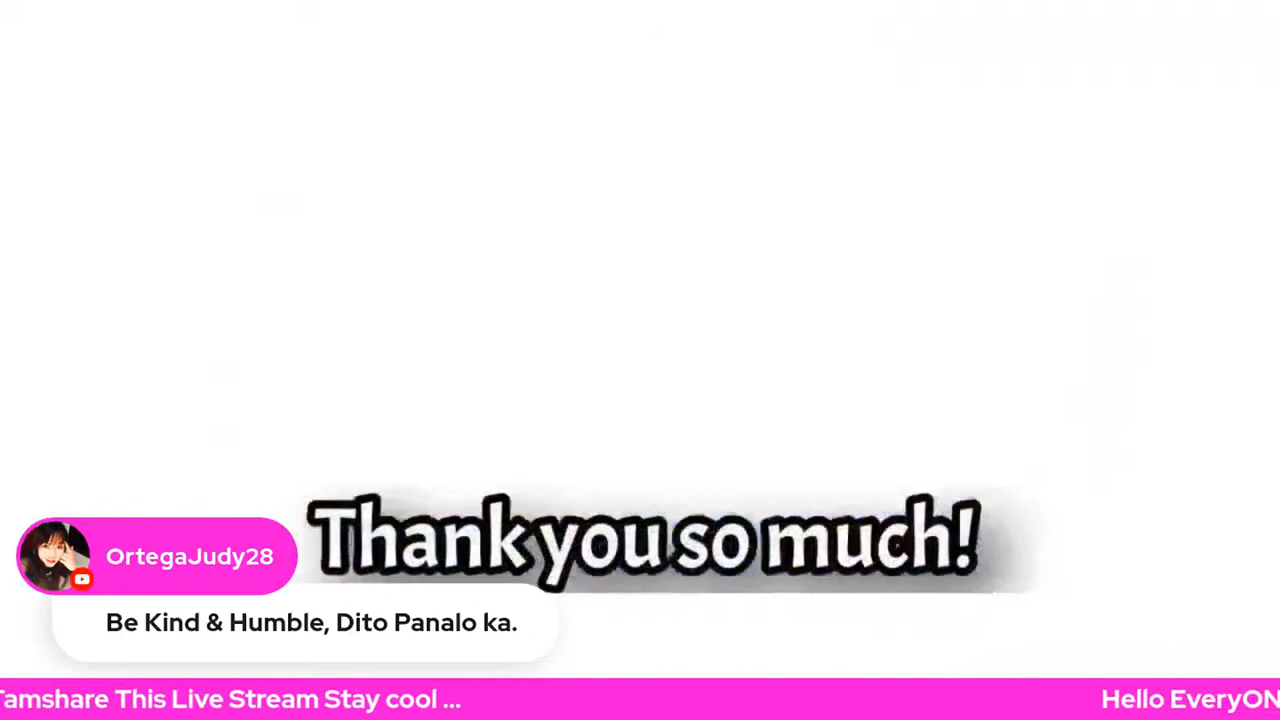 Thank you so much!
OrtegaJudy28
Be Kind & Humble, Dito Panalo ka.
Tamshare This Live Stream Stay cool ...
Hello EveryON